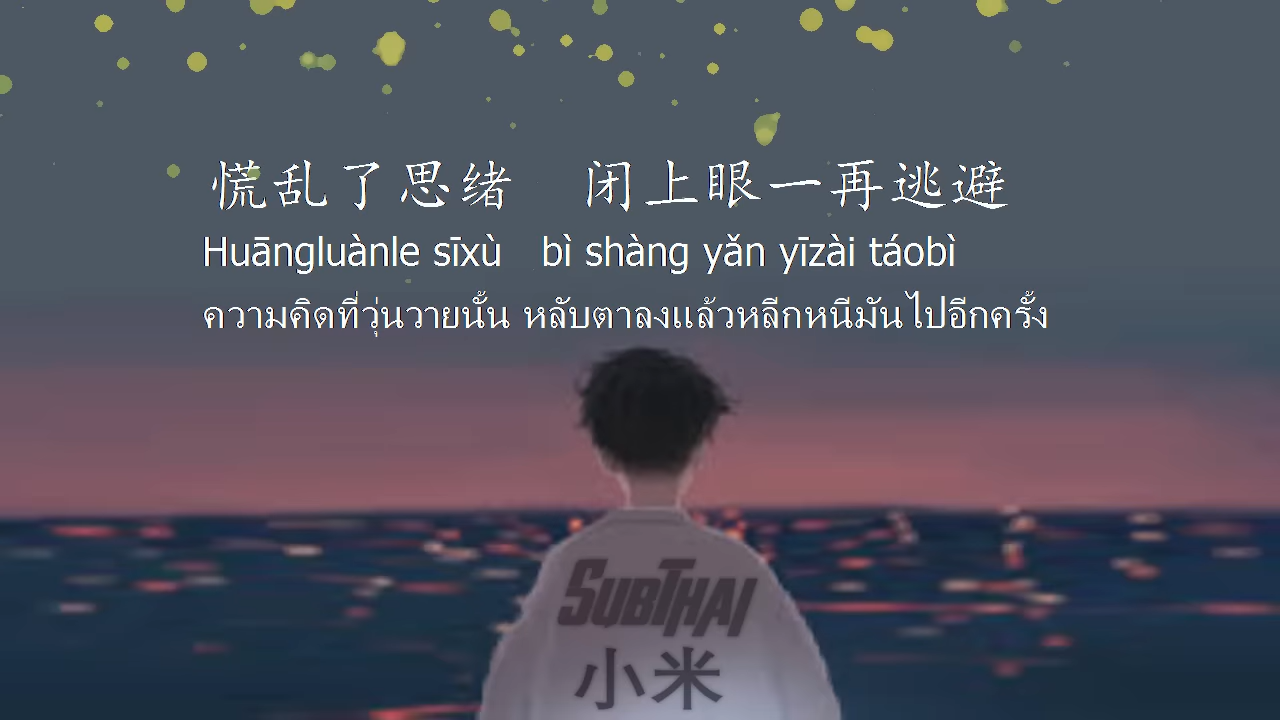 慌乱了思绪 闭上眼一再逃避
Huāngluànle sīxù bì shàng yǎn yīzài táobì
ความคิดที่วุ่นวายนั้น หลับตาลงแล้วหลีกหนีมันไปอีกครั้ง
SUBTHAI
小米